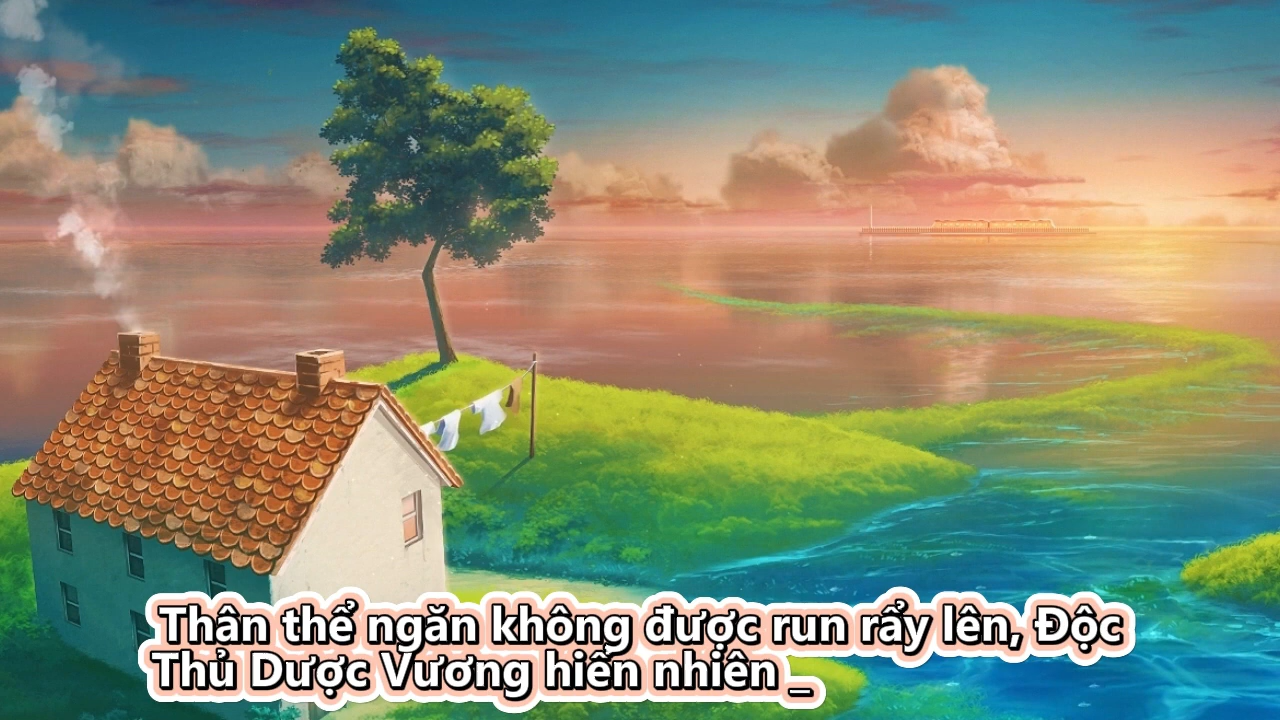 Thân thể ngăn không được run rẩy lên, Độc
Thủ Dược Vương hiển nhiên _